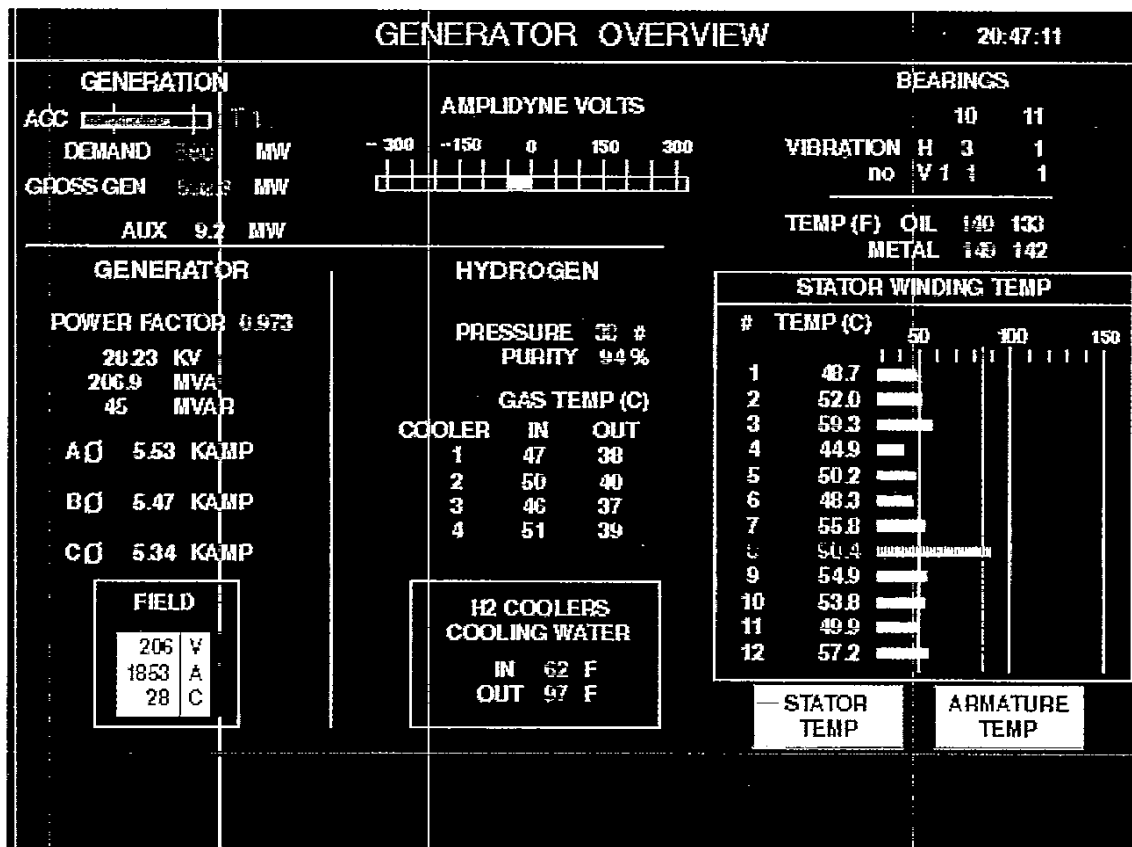 GENERATOR OVERVIEW
20:47:11
GENERATION
AGC
DEMAND MW
GROSS GEN MW
AUX 9.2 MW
AMPLIDYNE VOLTS
-300 -150 0 150 300
BEARINGS
10 11
VIBRATION H 3 1
no V 1 1 1
TEMP (F) OIL 140 133
METAL 149 142
GENERATOR
POWER FACTOR 0.973
20.23 KV
206.9 MVA
45 MVAR
AØ 5.53 KAMP
BØ 5.47 KAMP
CØ 5.34 KAMP
FIELD
206 V
1853 A
28 C
HYDROGEN
PRESSURE 30 #
PURITY 94%
GAS TEMP (C)
COOLER IN OUT
1 47 38
2 50 40
3 46 37
4 51 39
H2 COOLERS
COOLING WATER
IN 62 F
OUT 97 F
STATOR WINDING TEMP
# TEMP (C)
50 100 150
1 48.7
2 52.0
3 59.3
4 44.9
5 50.2
6 48.3
7 55.8
8
9 54.9
10 53.8
11 49.9
12 57.2
STATOR
TEMP
ARMATURE
TEMP